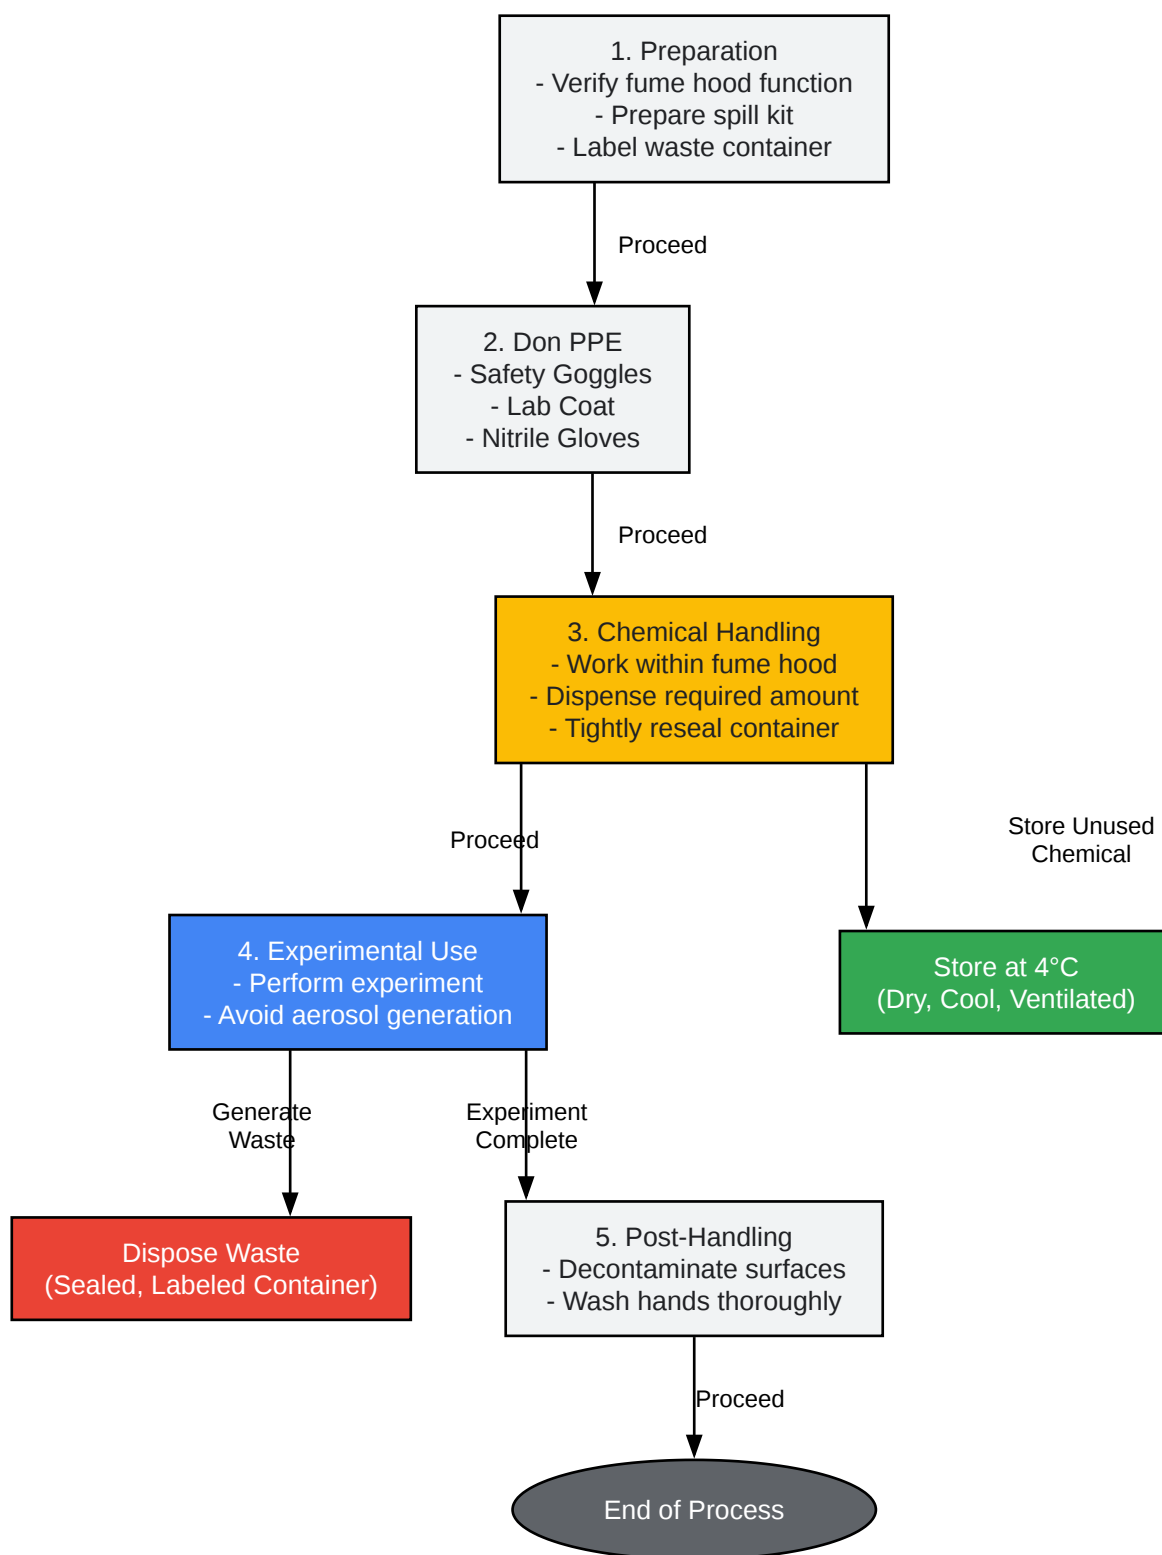 1. Preparation
- Verify fume hood function
- Prepare spill kit
- Label waste container
Proceed
2. Don PPE
- Safety Goggles
- Lab Coat
- Nitrile Gloves
Proceed
3. Chemical Handling
- Work within fume hood
- Dispense required amount
- Tightly reseal container
Proceed
Store Unused
Chemical
4. Experimental Use
- Perform experiment
- Avoid aerosol generation
Store at 4°C
(Dry, Cool, Ventilated)
Generate
Waste
Experiment
Complete
Dispose Waste
(Sealed, Labeled Container)
5. Post-Handling
- Decontaminate surfaces
- Wash hands thoroughly
Proceed
End of Process